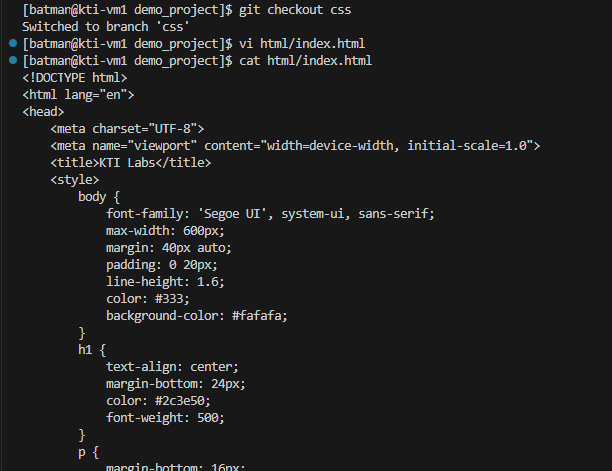 [batman@kti-vm1 demo_project]$ git checkout css
Switched to branch 'css'
[batman@kti-vm1 demo_project]$ vi html/index.html
[batman@kti-vm1 demo_project]$ cat html/index.html
<!DOCTYPE html>
<html lang="en">
<head>
    <meta charset="UTF-8">
    <meta name="viewport" content="width=device-width, initial-scale=1.0">
    <title>KTI Labs</title>
    <style>
        body {
            font-family: 'Segoe UI', system-ui, sans-serif;
            max-width: 600px;
            margin: 40px auto;
            padding: 0 20px;
            line-height: 1.6;
            color: #333;
            background-color: #fafafa;
        }
        h1 {
            text-align: center;
            margin-bottom: 24px;
            color: #2c3e50;
            font-weight: 500;
        }
        p {
            margin-bottom: 16px;